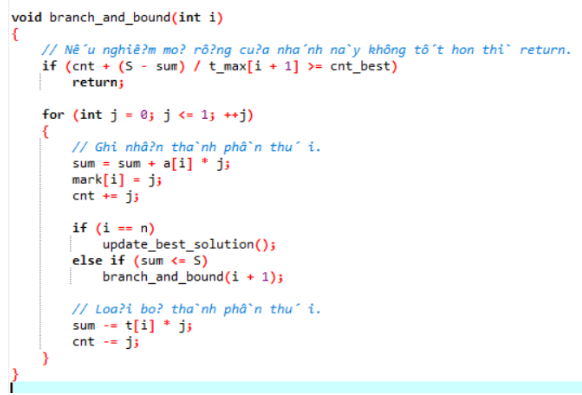 void branch_and_bound(int i)
{
// Nê´u nghiê?m mo? rô?ng cu?a nha´nh na`y không tô´t hon thi` return.
if (cnt + (S - sum) / t_max[i + 1] >= cnt_best)
return;
for (int j = 0; j <= 1; ++j)
{
// Ghi nhâ?n tha`nh phâ`n thu´ i.
sum = sum + a[i] * j;
mark[i] = j;
cnt += j;
if (i == n)
update_best_solution();
else if (sum <= S)
branch_and_bound(i + 1);
// Loa?i bo? tha`nh phâ`n thu´ i.
sum -= t[i] * j;
cnt -= j;
}
}